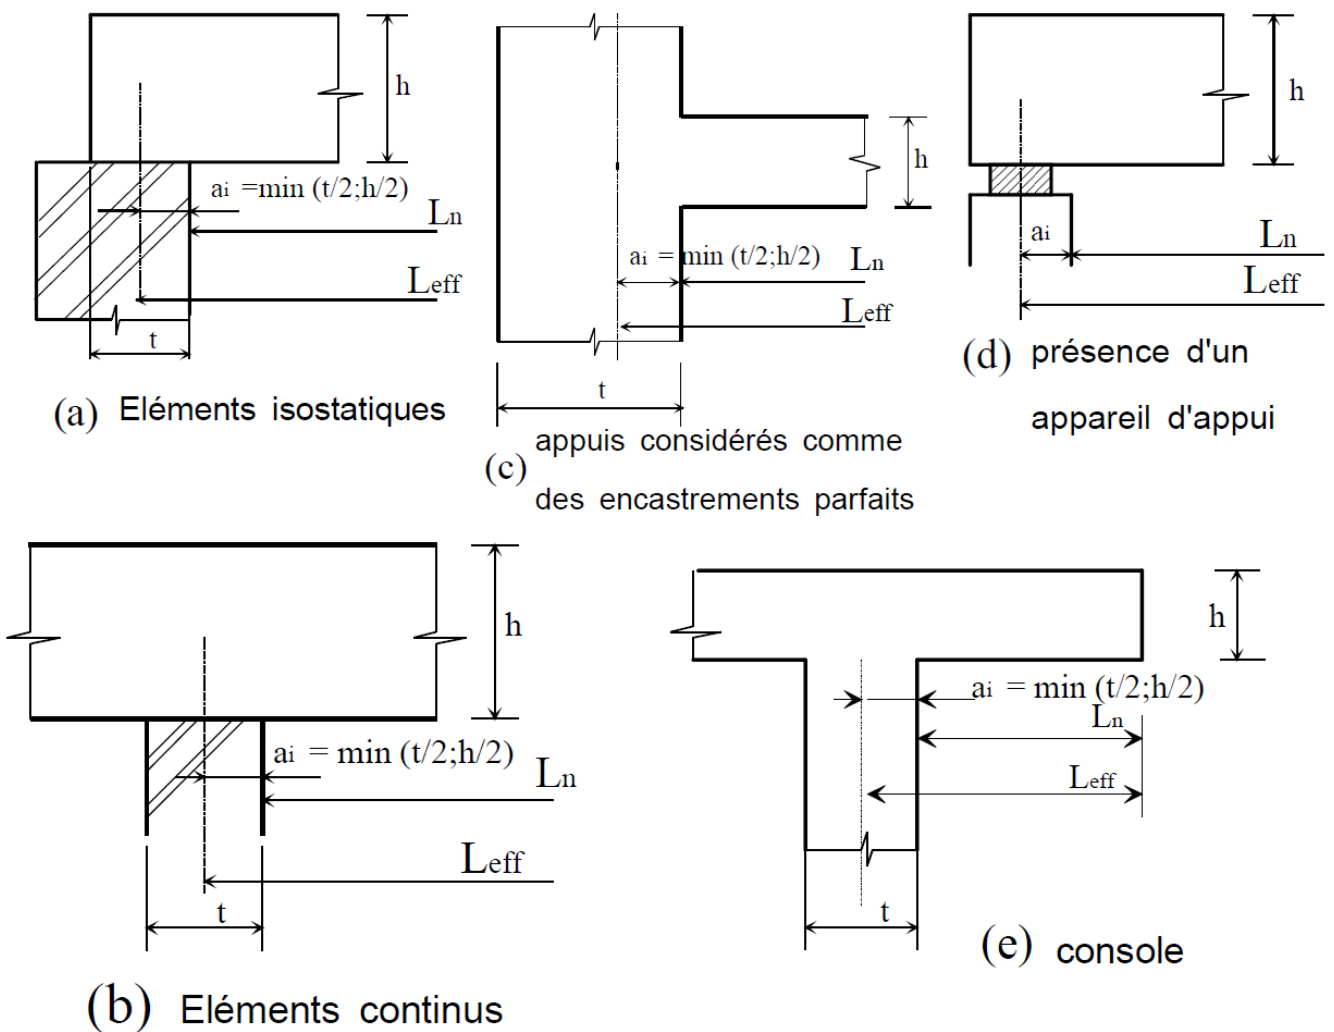 h
ai =min (t/2;h/2)
Ln
Leff
t
(a) Eléments isostatiques
h
ai = min (t/2;h/2)
Ln
Leff
t
(c) appuis considérés comme
des encastrements parfaits
h
ai
Ln
Leff
(d) présence d'un
appareil d'appui
h
ai = min (t/2;h/2)
Ln
Leff
t
(b) Eléments continus
h
ai = min (t/2;h/2)
Ln
Leff
t
(e) console